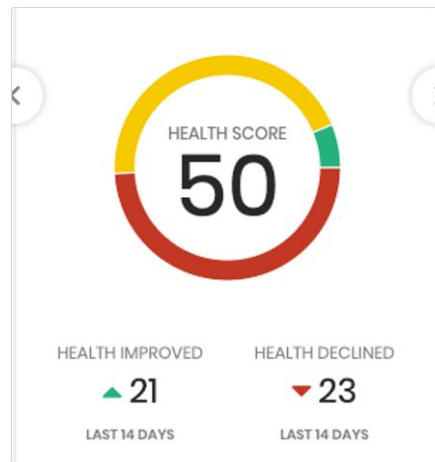 HEALTH SCORE
50
HEALTH IMPROVED
21
LAST 14 DAYS
HEALTH DECLINED
23
LAST 14 DAYS